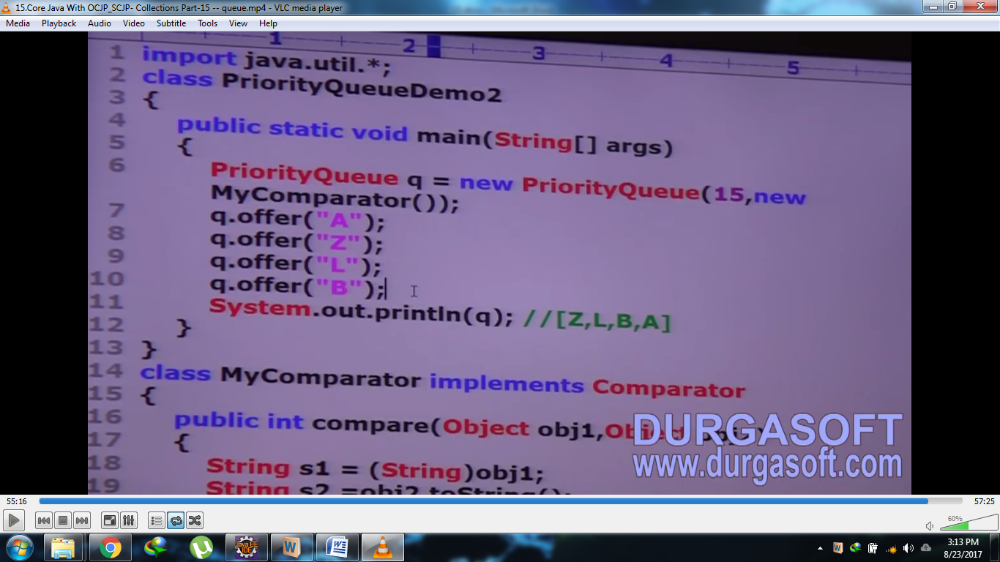 15.Core Java With OCJP_SCJP- Collections Part-15 -- queue.mp4 - VLC media player
Media Playback Audio Video Subtitle Tools View Help
1 2 3 4 5
1 import java.util.*;
2 class PriorityQueueDemo2
3 {
4 public static void main(String[] args)
5 {
6 PriorityQueue q = new PriorityQueue(15,new
MyComparator());
7 q.offer("A");
8 q.offer("Z");
9 q.offer("L");
10 q.offer("B");
11 System.out.println(q); //[Z,L,B,A]
12 }
13 }
14 class MyComparator implements Comparator
15 {
16 public int compare(Object obj1,Object
17 {
18 String s1 = (String)obj1;
19 String s2 =obj2.toString();
DURGASOFT
www.durgasoft.com
55:16 57:25
60%
Java EE
IDE
3:13 PM
8/23/2017